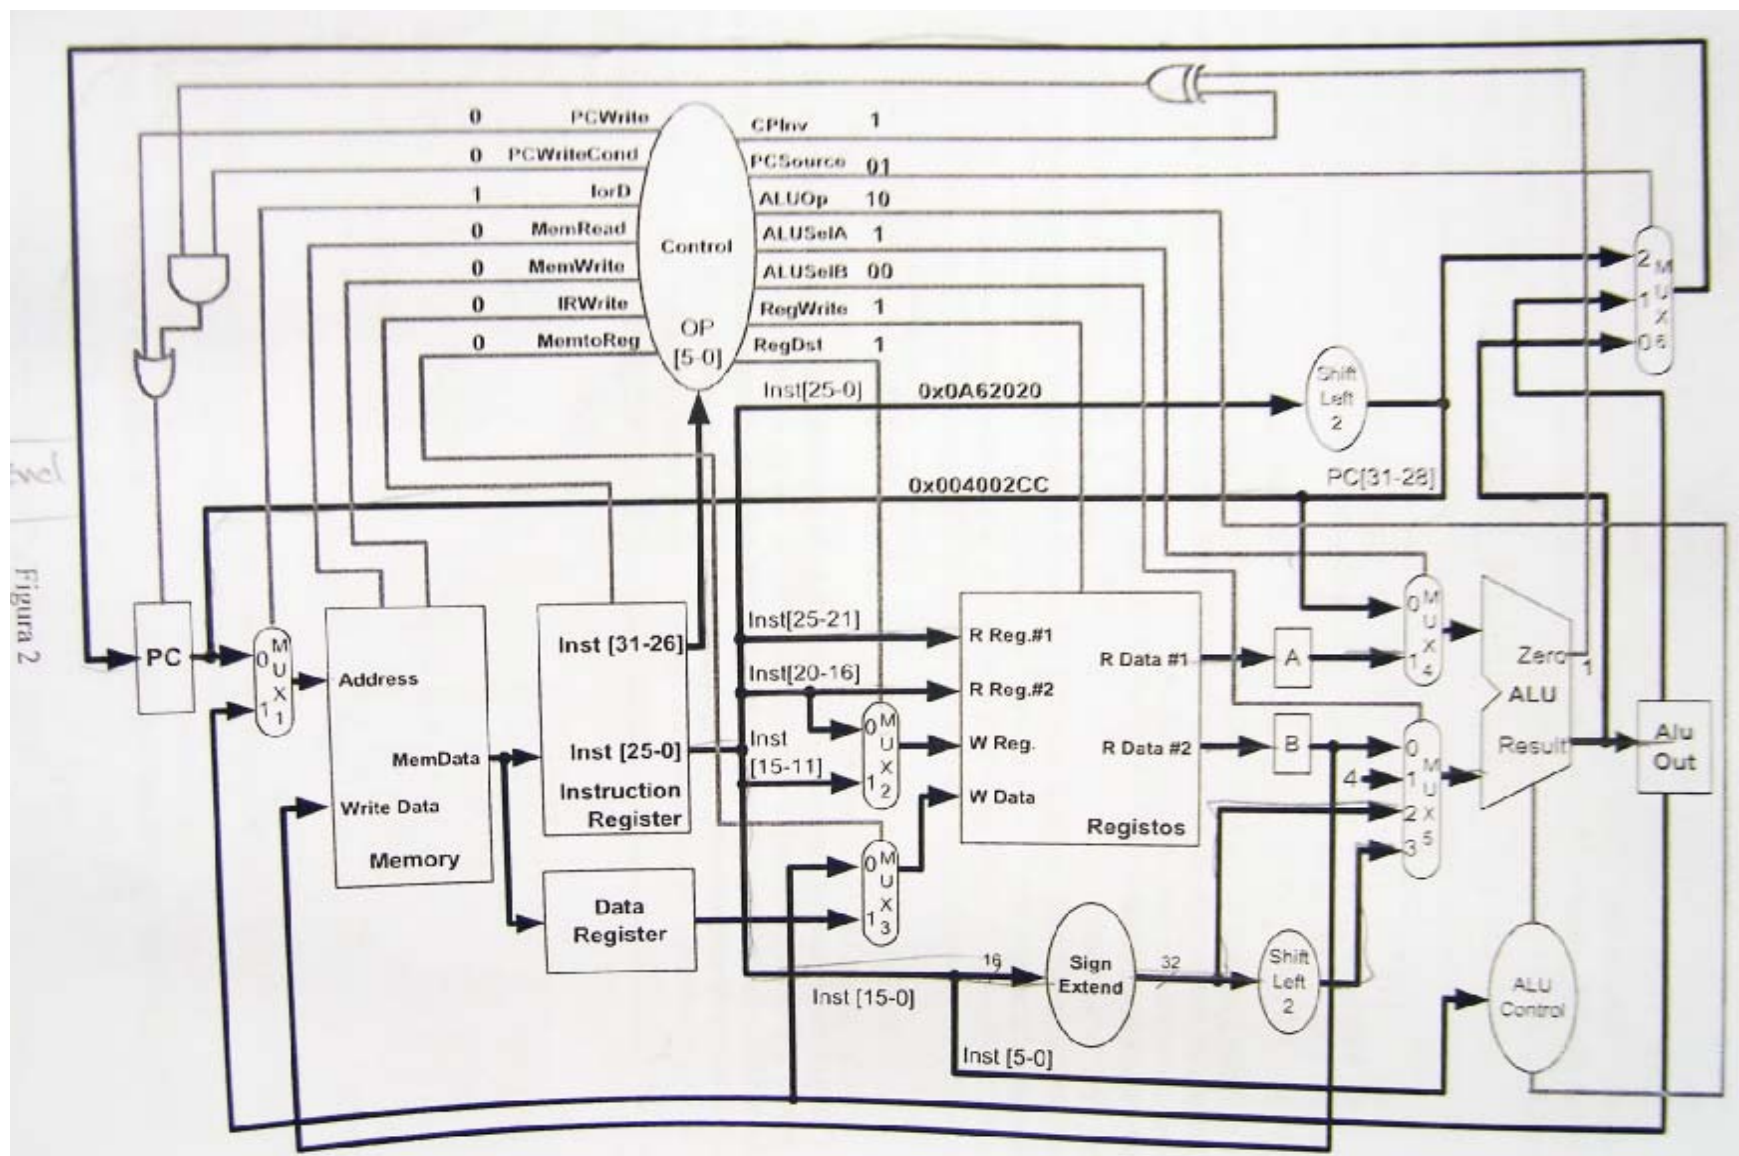 0 PCWrite
0 PCWriteCond
1 IorD
0 MemRead
0 MemWrite
0 IRWrite
0 MemtoReg
Control
OP
[5-0]
CPInv 1
PCSource 01
ALUOp 10
ALUSelA 1
ALUSelB 00
RegWrite 1
RegDst 1
Inst[25-0] 0x0A62020
Shift
Left
2
2
1
0
MUX6
0x004002CC
PC[31-28]
Figura 2
PC
0
1
MUX1
Address
MemData
Write Data
Memory
Inst [31-26]
Inst [25-0]
Instruction
Register
Data
Register
Inst[25-21]
Inst[20-16]
Inst
[15-11]
0
1
MUX2
0
1
MUX3
R Reg.#1
R Reg.#2
W Reg.
W Data
R Data #1
R Data #2
Registos
A
B
0
1
MUX4
0
4 1
2
3
MUX5
Zero
1
ALU
Result
Alu
Out
16
Sign
Extend
32
Shift
Left
2
ALU
Control
Inst [15-0]
Inst [5-0]